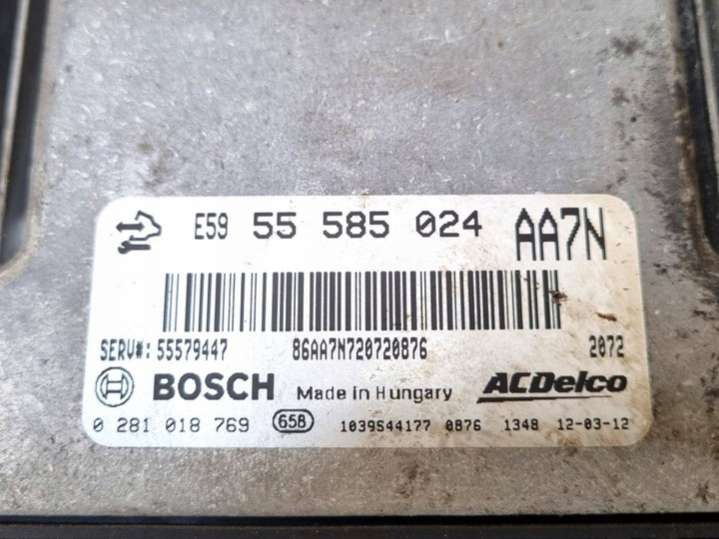 E59 55 585 024 AA7N
SERV#: 55579447 86AA7N720720876 2072
BOSCH Made in Hungary ACDelco
0 281 018 769 658 1039S44177 0876 1348 12-03-12